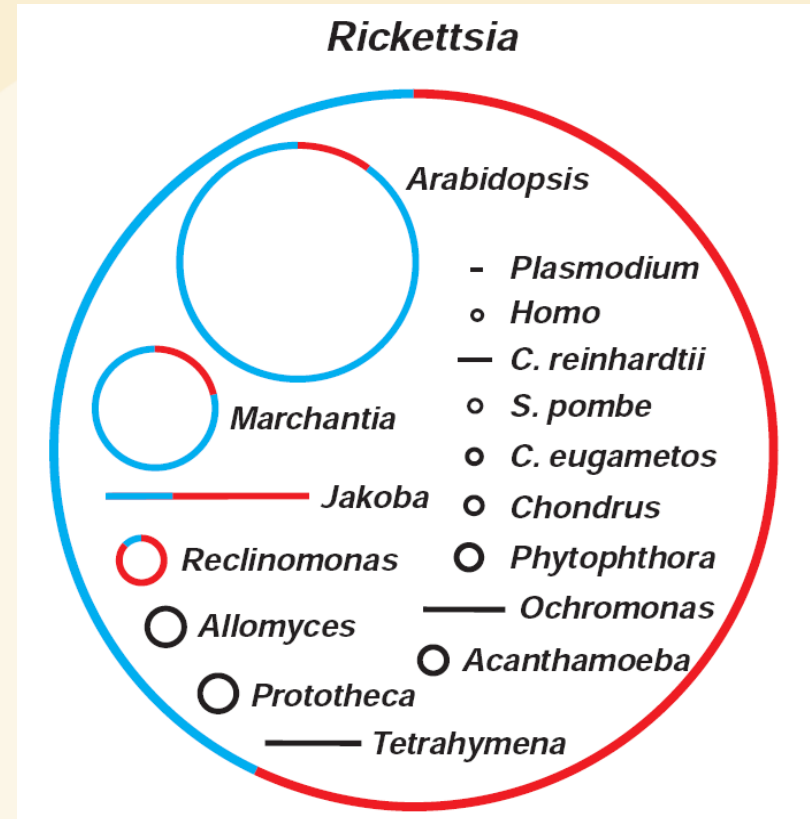 Rickettsia
Arabidopsis
Plasmodium
Homo
C. reinhardtii
S. pombe
Marchantia
C. eugametos
Jakoba
Chondrus
Reclinomonas
Phytophthora
Ochromonas
Allomyces
Acanthamoeba
Prototheca
Tetrahymena